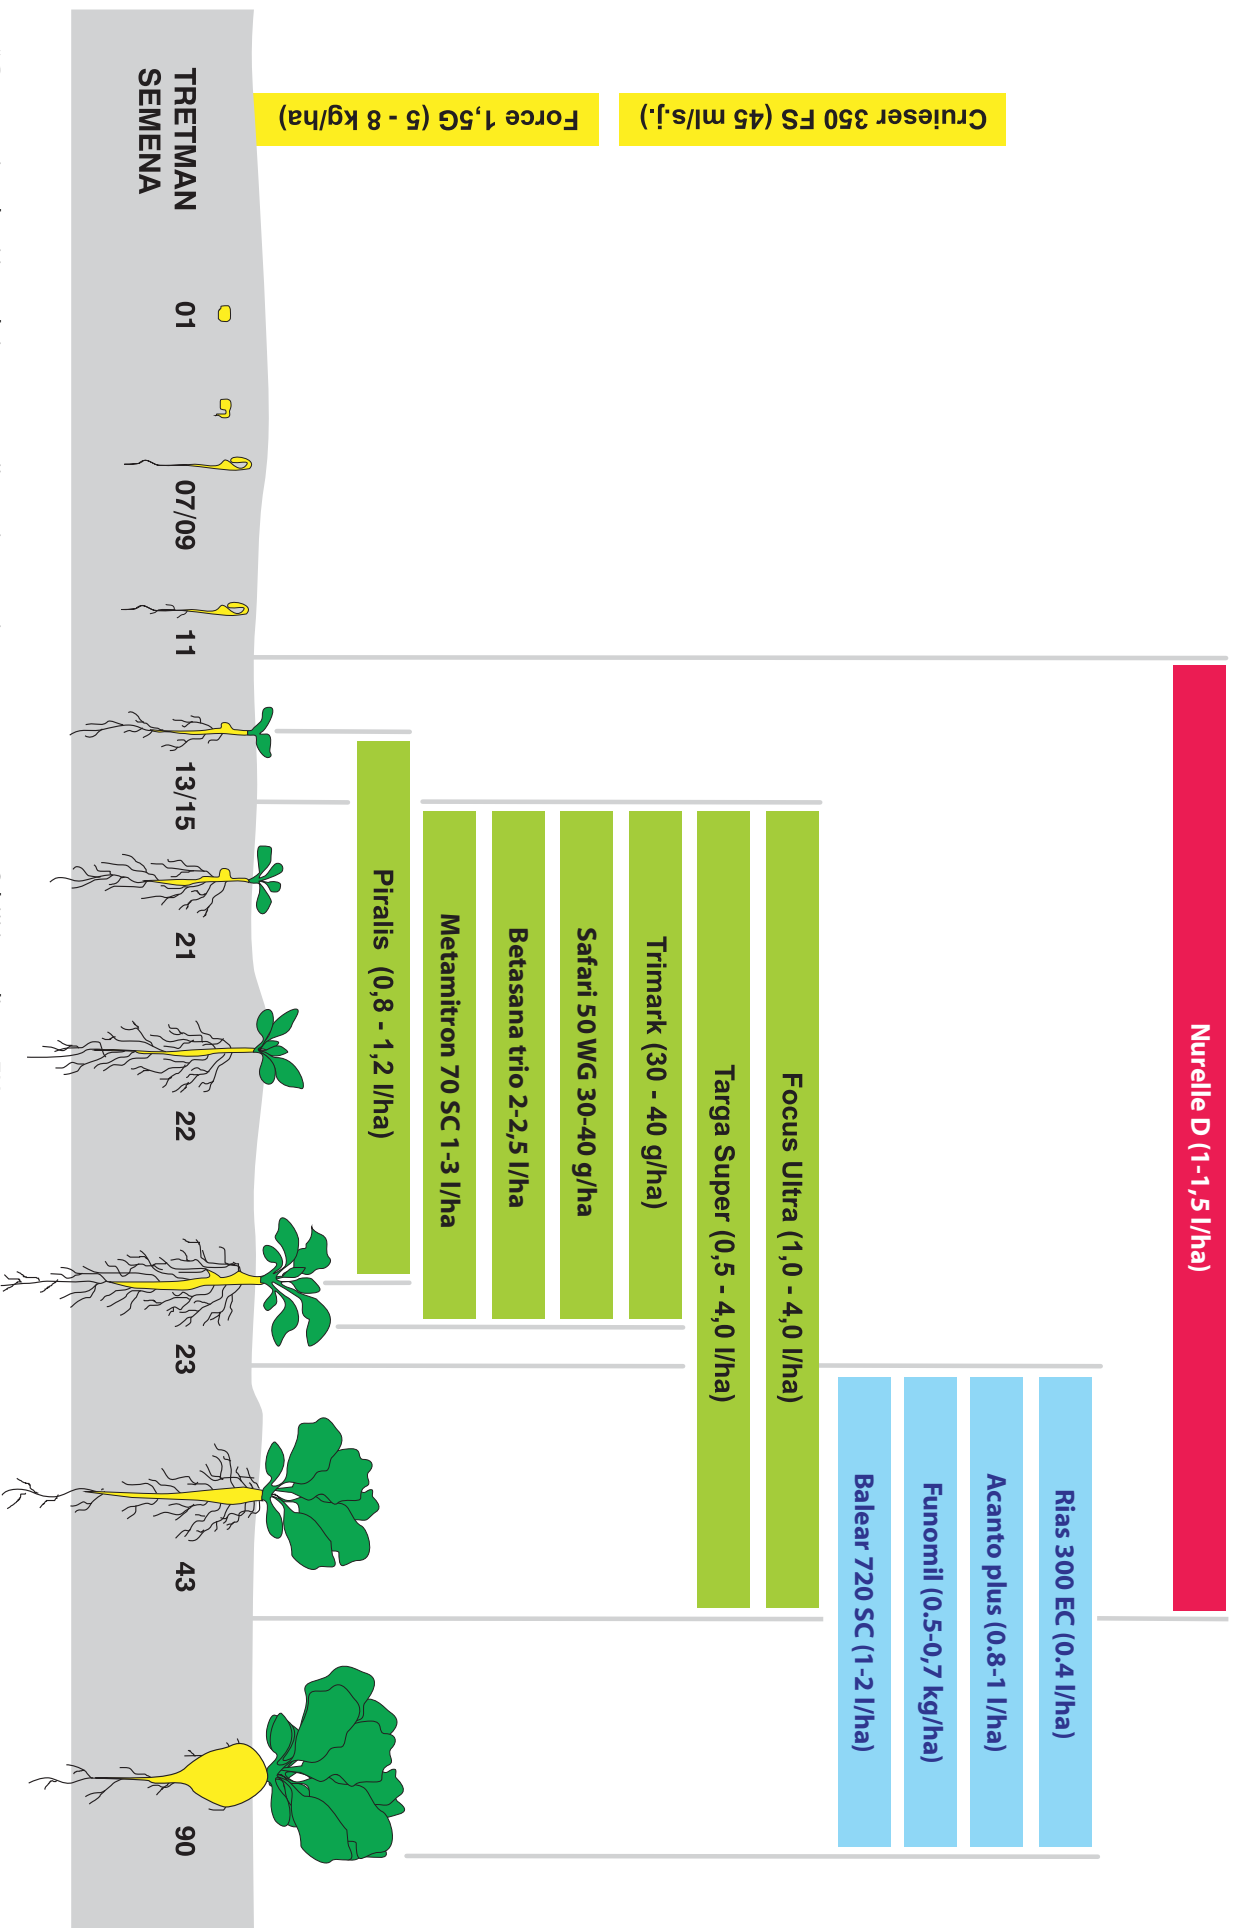 Nurelle D (1-1,5 l/ha)
Rias 300 EC (0.4 l/ha)
Acanto plus (0.8-1 l/ha)
Funomil (0.5-0,7 kg/ha)
Balear 720 SC (1-2 l/ha)
Focus Ultra (1,0 - 4,0 l/ha)
Targa Super (0,5 - 4,0 l/ha)
Trimark (30 - 40 g/ha)
Safari 50 WG 30-40 g/ha
Betasana trio 2-2,5 l/ha
Metamitron 70 SC 1-3 l/ha
Piralis (0,8 - 1,2 l/ha)
Cruieser 350 FS (45 ml/s.j.)
Force 1,5G (5 - 8 kg/ha)
TRETMAN
SEMENA
01
07/09
11
13/15
21
22
23
43
90